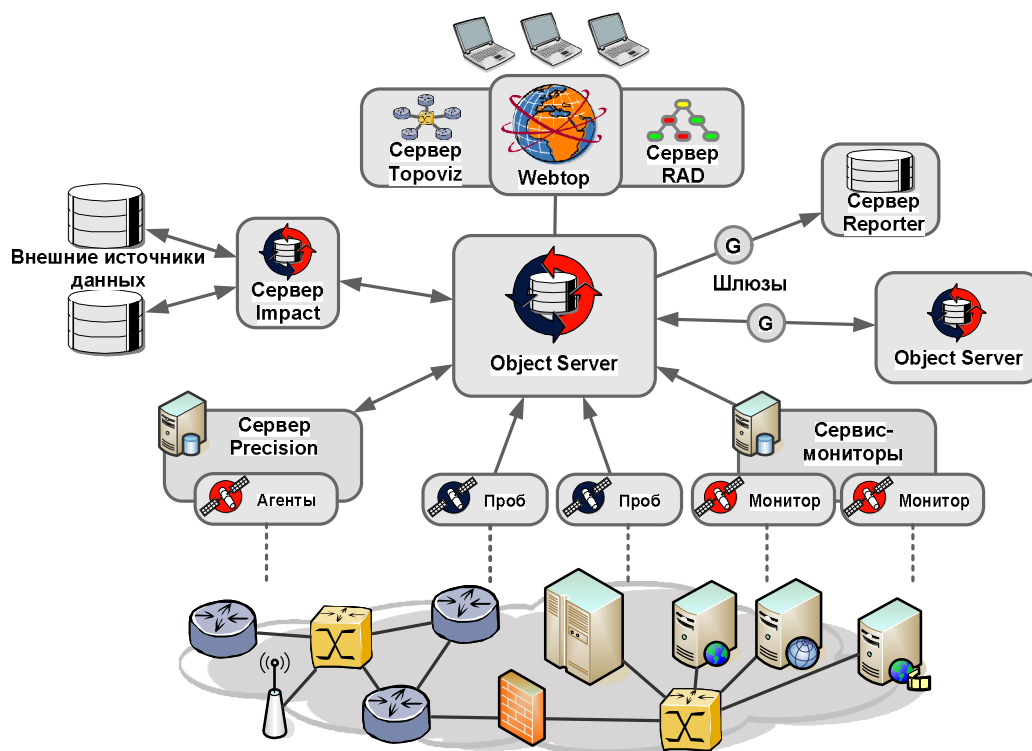 Сервер
Topoviz
Webtop
Сервер
RAD
Сервер
Reporter
G
Шлюзы
G
Внешние источники
данных
Сервер
Impact
Object Server
Object Server
Сервер
Precision
Агенты
Проб
Проб
Сервис-
мониторы
Монитор
Монитор